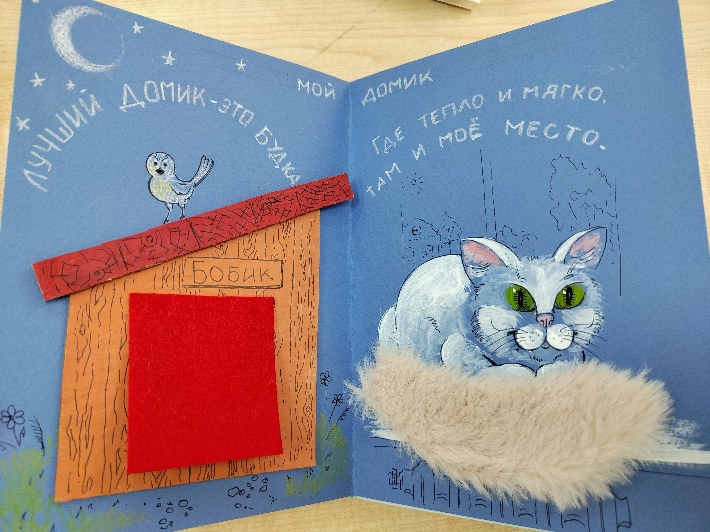 ЛУЧШИЙ ДОМИК-ЭТО БУДКА
БОБИК
МОЙ ДОМИК
ГДЕ ТЕПЛО И МЯГКО,
ТАМ И МОЁ МЕСТО.